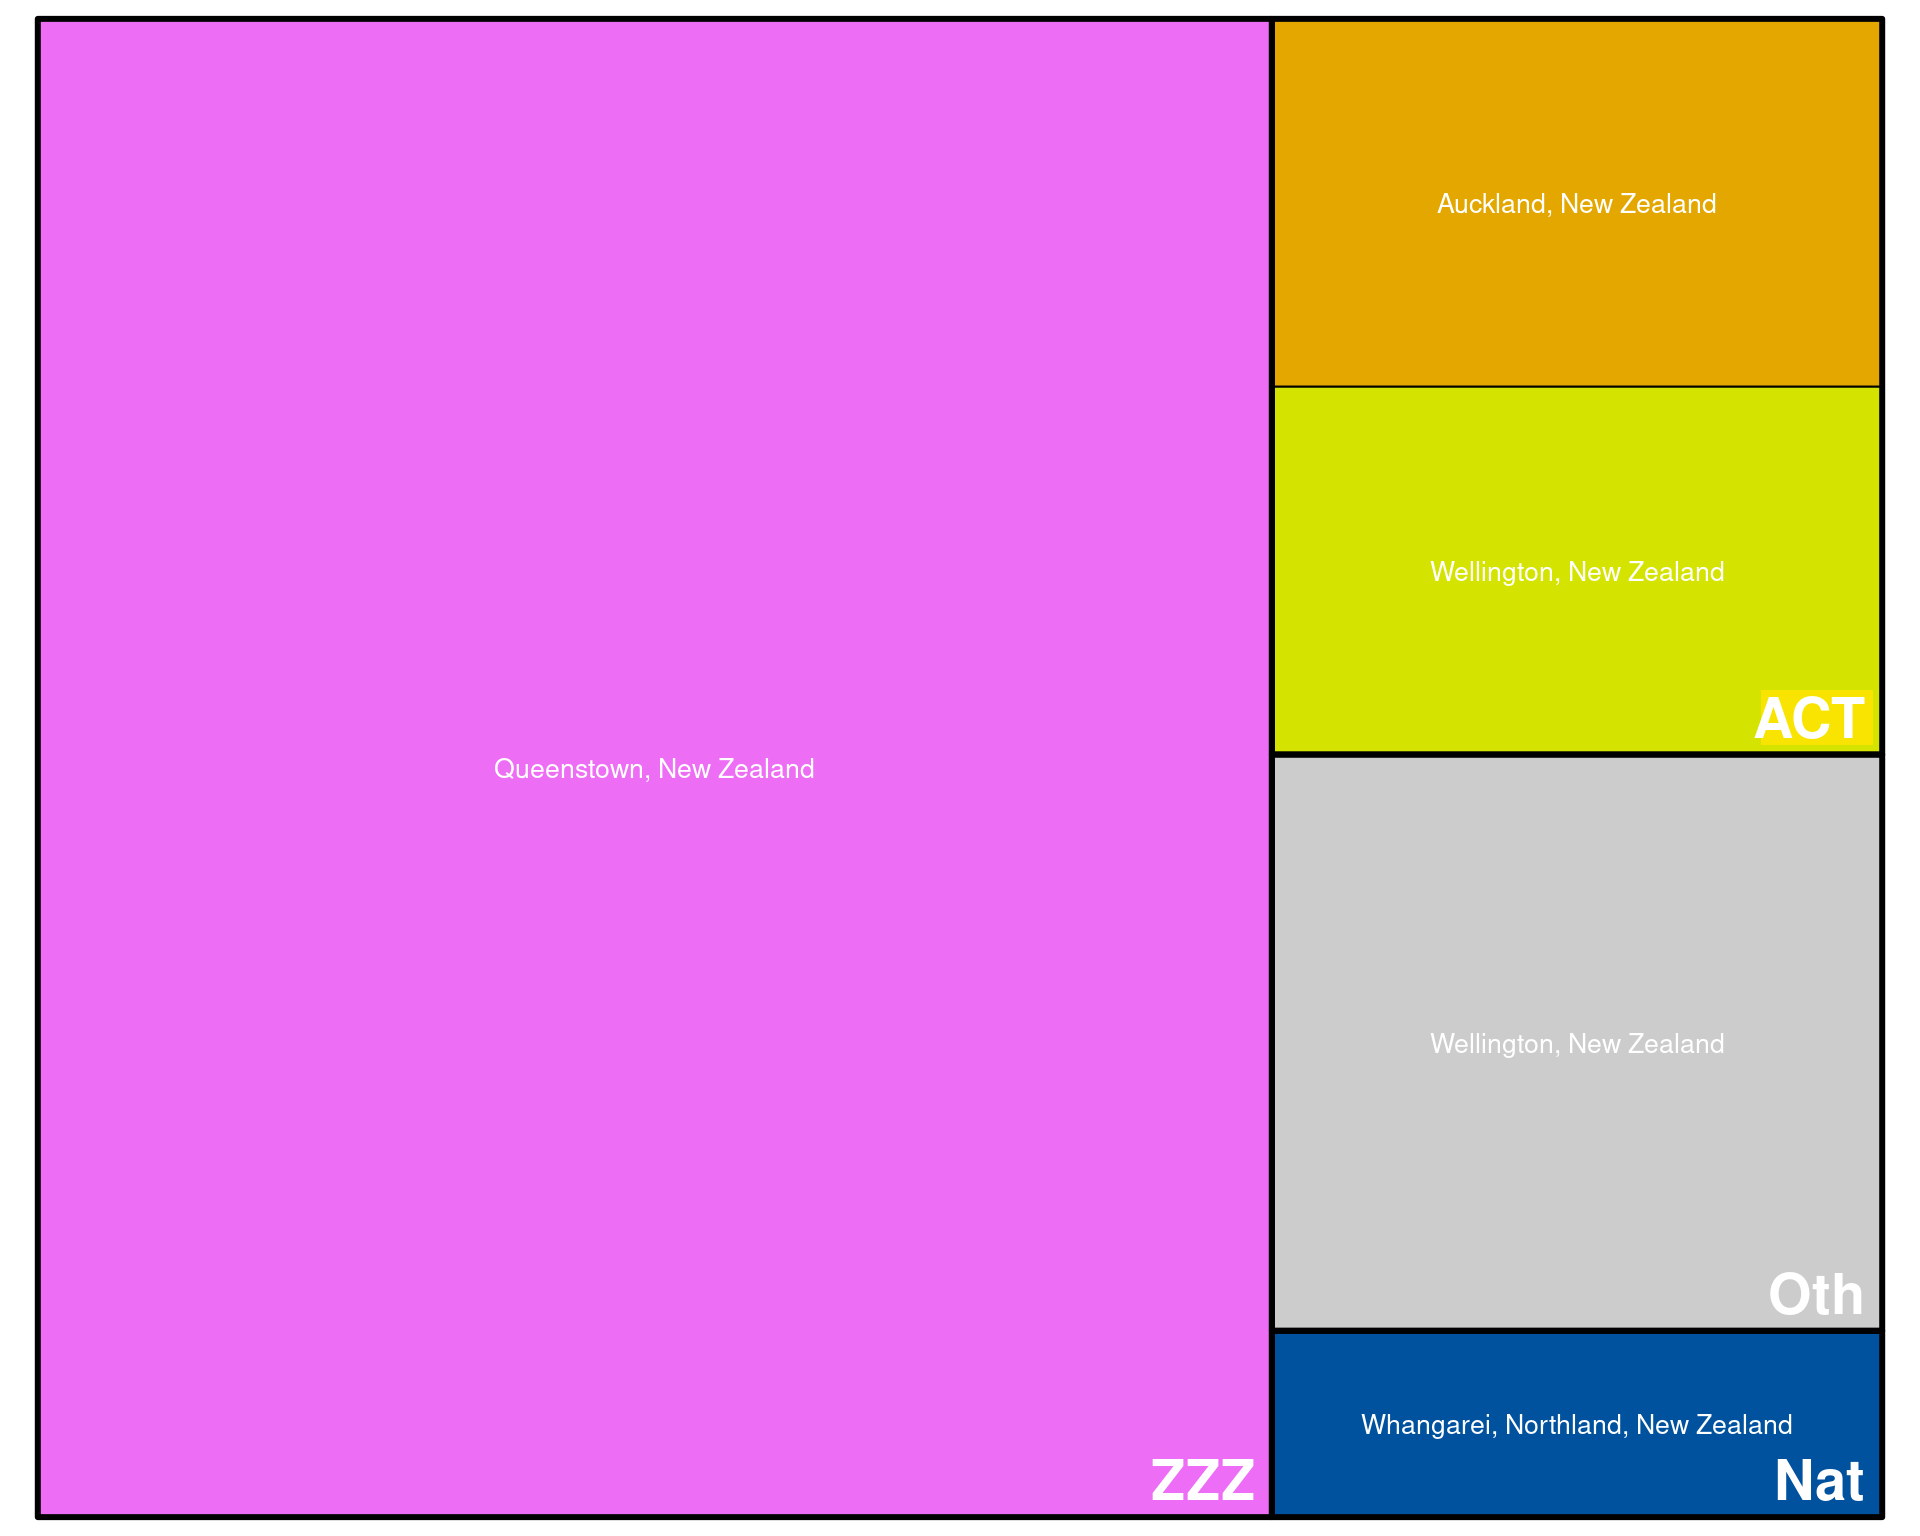 Queenstown, New Zealand
ZZZ
Auckland, New Zealand
Wellington, New Zealand
ACT
Wellington, New Zealand
Oth
Whangarei, Northland, New Zealand
Nat